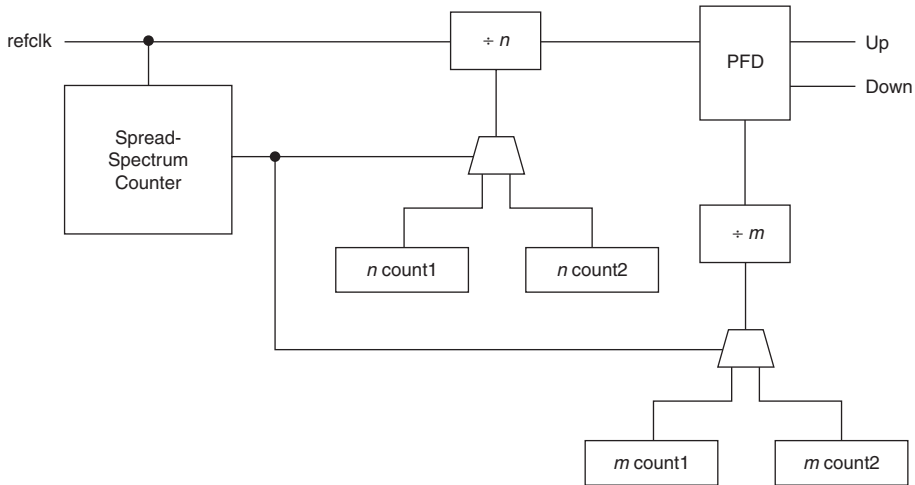 refclk
÷ n
PFD
Up
Down
Spread-
Spectrum
Counter
÷ m
n count1
n count2
m count1
m count2